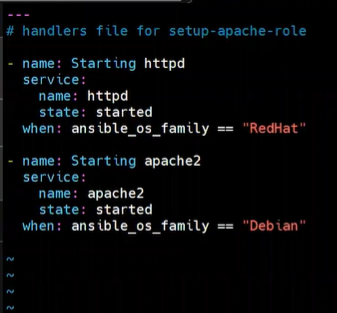 ---
# handlers file for setup-apache-role
- name: Starting httpd
  service:
    name: httpd
    state: started
  when: ansible_os_family == "RedHat"
- name: Starting apache2
  service:
    name: apache2
    state: started
  when: ansible_os_family == "Debian"
~
~
~
~